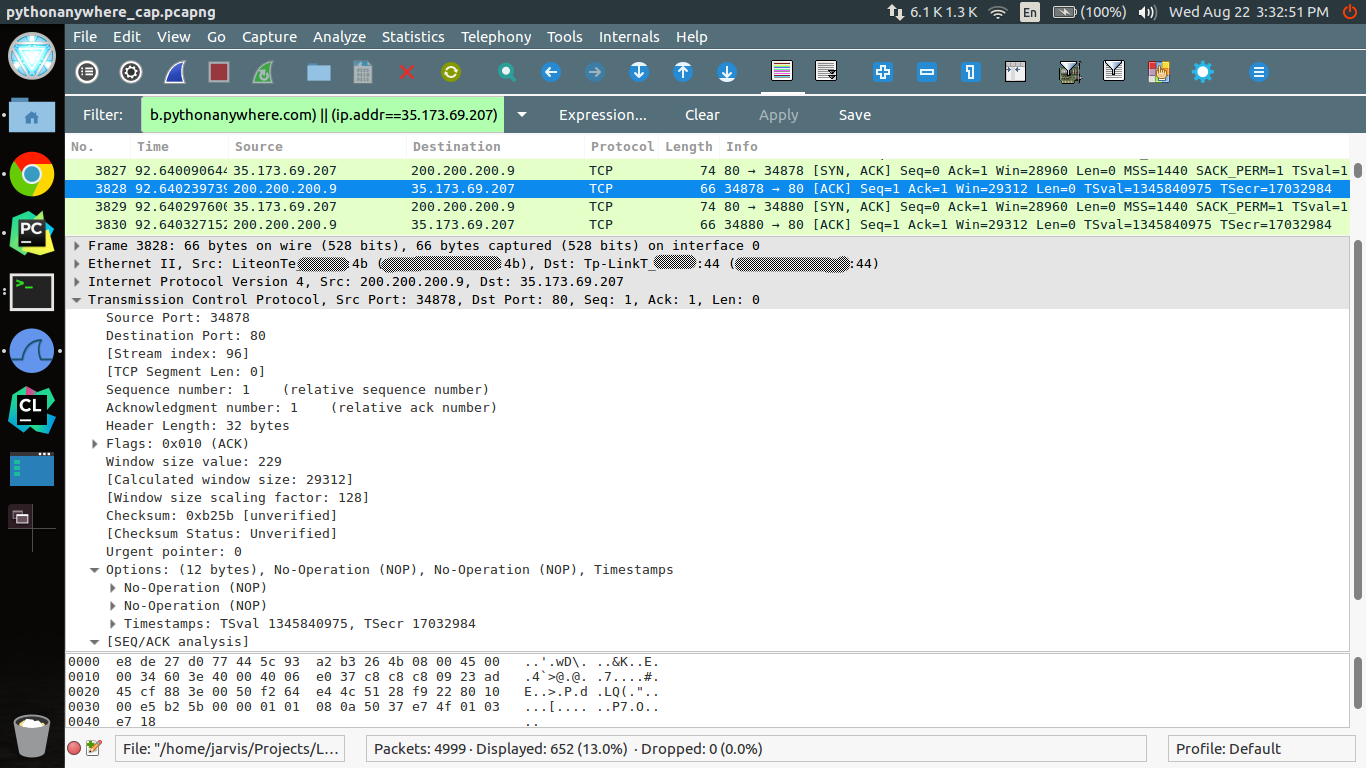 pythonanywhere_cap.pcapng 6.1 K 1.3 K En (100%) Wed Aug 22 3:32:51 PM
File Edit View Go Capture Analyze Statistics Telephony Tools Internals Help
Filter: b.pythonanywhere.com) || (ip.addr==35.173.69.207) Expression... Clear Apply Save
No. Time Source Destination Protocol Length Info
3827 92.64009064 35.173.69.207 200.200.200.9 TCP 74 80 → 34878 [SYN, ACK] Seq=0 Ack=1 Win=28960 Len=0 MSS=1440 SACK_PERM=1 TSval=1
3828 92.64023973 200.200.200.9 35.173.69.207 TCP 66 34878 → 80 [ACK] Seq=1 Ack=1 Win=29312 Len=0 TSval=1345840975 TSecr=17032984
3829 92.64029760 35.173.69.207 200.200.200.9 TCP 74 80 → 34880 [SYN, ACK] Seq=0 Ack=1 Win=28960 Len=0 MSS=1440 SACK_PERM=1 TSval=1
3830 92.64032715 200.200.200.9 35.173.69.207 TCP 66 34880 → 80 [ACK] Seq=1 Ack=1 Win=29312 Len=0 TSval=1345840975 TSecr=17032984
Frame 3828: 66 bytes on wire (528 bits), 66 bytes captured (528 bits) on interface 0
Ethernet II, Src: LiteonTe_ 4b ( 4b), Dst: Tp-LinkT_ :44 ( :44)
Internet Protocol Version 4, Src: 200.200.200.9, Dst: 35.173.69.207
Transmission Control Protocol, Src Port: 34878, Dst Port: 80, Seq: 1, Ack: 1, Len: 0
Source Port: 34878
Destination Port: 80
[Stream index: 96]
[TCP Segment Len: 0]
Sequence number: 1 (relative sequence number)
Acknowledgment number: 1 (relative ack number)
Header Length: 32 bytes
Flags: 0x010 (ACK)
Window size value: 229
[Calculated window size: 29312]
[Window size scaling factor: 128]
Checksum: 0xb25b [unverified]
[Checksum Status: Unverified]
Urgent pointer: 0
Options: (12 bytes), No-Operation (NOP), No-Operation (NOP), Timestamps
No-Operation (NOP)
No-Operation (NOP)
Timestamps: TSval 1345840975, TSecr 17032984
[SEQ/ACK analysis]
0000 e8 de 27 d0 77 44 5c 93 a2 b3 26 4b 08 00 45 00 ..'.wD\. ..&K..E.
0010 00 34 60 3e 40 00 40 06 e0 37 c8 c8 c8 09 23 ad .4`>@.@. .7....#.
0020 45 cf 88 3e 00 50 f2 64 e4 4c 51 28 f9 22 80 10 E..>.P.d .LQ(."..
0030 00 e5 b2 5b 00 00 01 01 08 0a 50 37 e7 4f 01 03 ...[.... ..P7.O..
0040 e7 18 ..
File: "/home/jarvis/Projects/L... Packets: 4999 · Displayed: 652 (13.0%) · Dropped: 0 (0.0%) Profile: Default
PC
CL